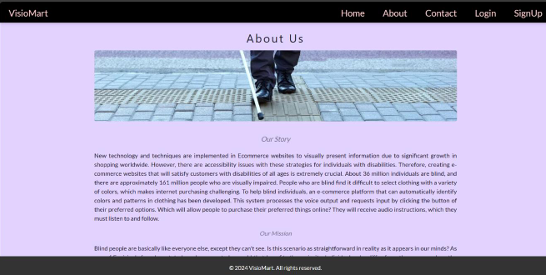 VisioMart
Home About Contact Login SignUp
About Us
Our Story
New technology and techniques are implemented in Ecommerce websites to visually present information due to significant growth in
shopping worldwide. However, there are accessibility issues with these strategies for individuals with disabilities. Therefore, creating e-
commerce websites that will satisfy customers with disabilities of all ages is extremely crucial. About 36 million individuals are blind, and
there are approximately 161 million people who are visually impaired. People who are blind find it difficult to select clothing with a variety
of colors, which makes internet purchasing challenging. To help blind individuals, an e-commerce platform that can automatically identify
colors and patterns in clothing has been developed. This system processes the voice output and requests input by clicking the button of
their preferred options. Which will allow people to purchase their preferred things online? They will receive audio instructions, which they
must listen to and follow.
Our Mission
Blind people are basically like everyone else, except they can't see. Is this scenario as straightforward in reality as it appears in our minds? As
© 2024 VisioMart. All rights reserved.